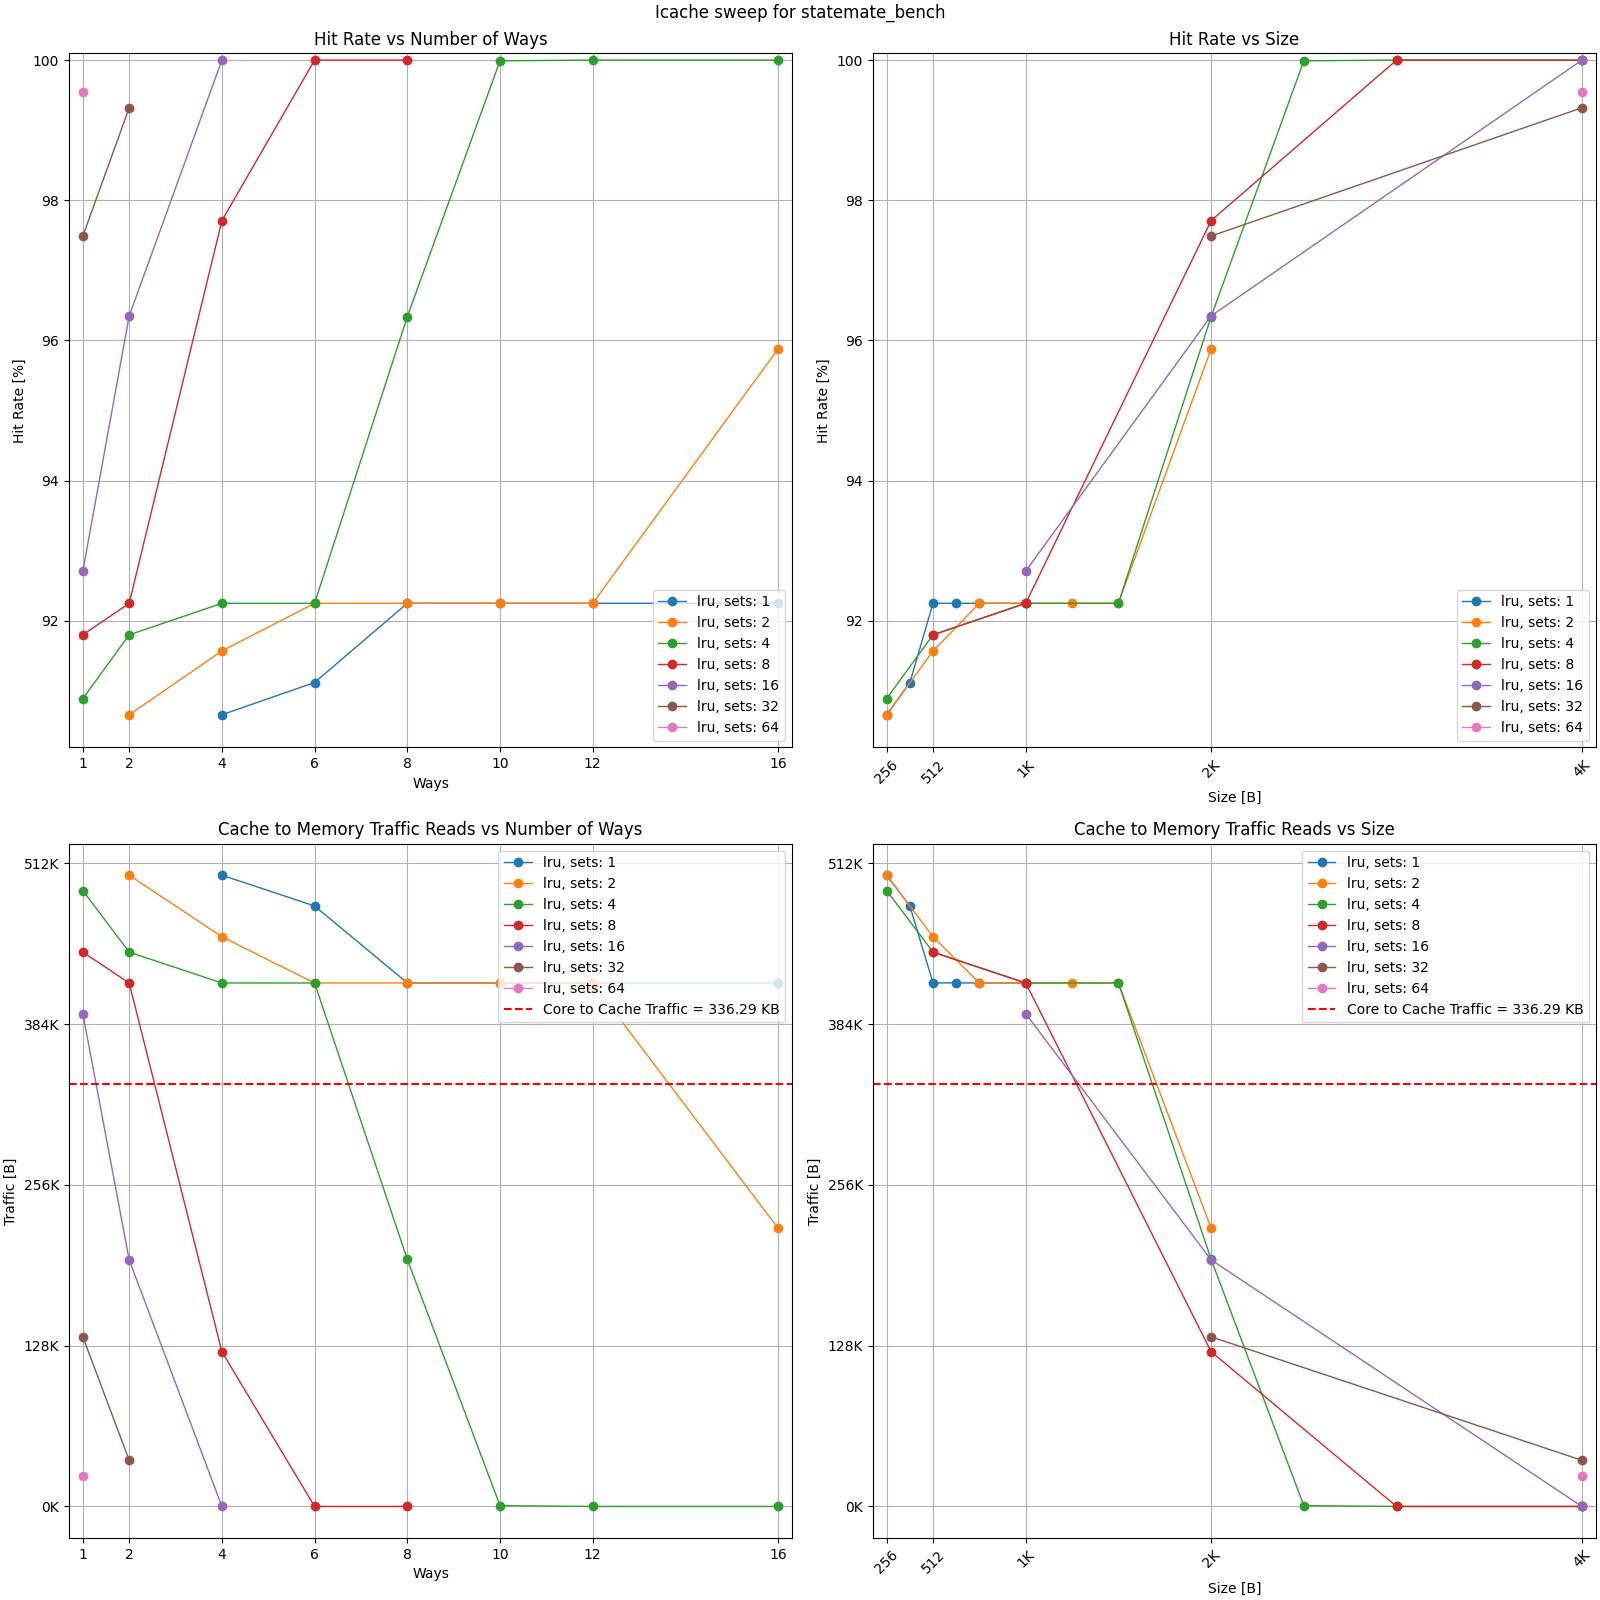 Icache sweep for statemate_bench
Hit Rate vs Number of Ways
100
98
96
94
92
Hit Rate [%]
1 2 4 6 8 10 12 16
Ways
lru, sets: 1
lru, sets: 2
lru, sets: 4
lru, sets: 8
lru, sets: 16
lru, sets: 32
lru, sets: 64
Hit Rate vs Size
100
98
96
94
92
Hit Rate [%]
256 512 1K 2K 4K
Size [B]
lru, sets: 1
lru, sets: 2
lru, sets: 4
lru, sets: 8
lru, sets: 16
lru, sets: 32
lru, sets: 64
Cache to Memory Traffic Reads vs Number of Ways
512K
384K
256K
128K
0K
Traffic [B]
1 2 4 6 8 10 12 16
Ways
lru, sets: 1
lru, sets: 2
lru, sets: 4
lru, sets: 8
lru, sets: 16
lru, sets: 32
lru, sets: 64
Core to Cache Traffic = 336.29 KB
Cache to Memory Traffic Reads vs Size
512K
384K
256K
128K
0K
Traffic [B]
256 512 1K 2K 4K
Size [B]
lru, sets: 1
lru, sets: 2
lru, sets: 4
lru, sets: 8
lru, sets: 16
lru, sets: 32
lru, sets: 64
Core to Cache Traffic = 336.29 KB